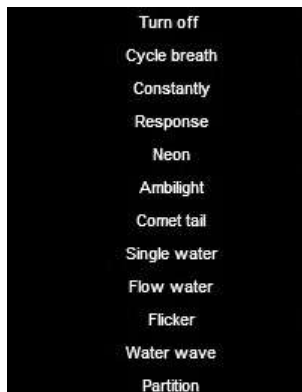 Turn off
Cycle breath
Constantly
Response
Neon
Ambilight
Comet tail
Single water
Flow water
Flicker
Water wave
Partition